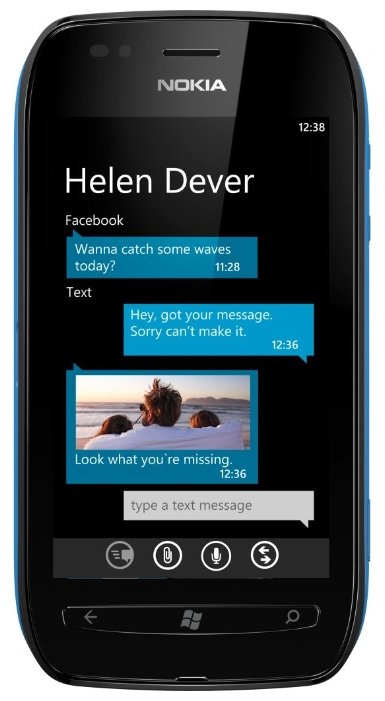 NOKIA
12:38
Helen Dever
Facebook
Wanna catch some waves
today?
11:28
Text
Hey, got your message.
Sorry can't make it.
12:36
Look what you`re missing.
12:36
type a text message